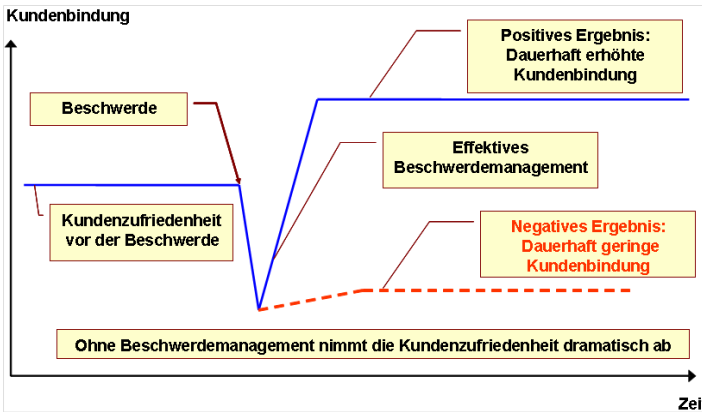 Kundenbindung
Positives Ergebnis:
Dauerhaft erhöhte
Kundenbindung
Beschwerde
Effektives
Beschwerdemanagement
Kundenzufriedenheit
vor der Beschwerde
Negatives Ergebnis:
Dauerhaft geringe
Kundenbindung
Ohne Beschwerdemanagement nimmt die Kundenzufriedenheit dramatisch ab
Zei